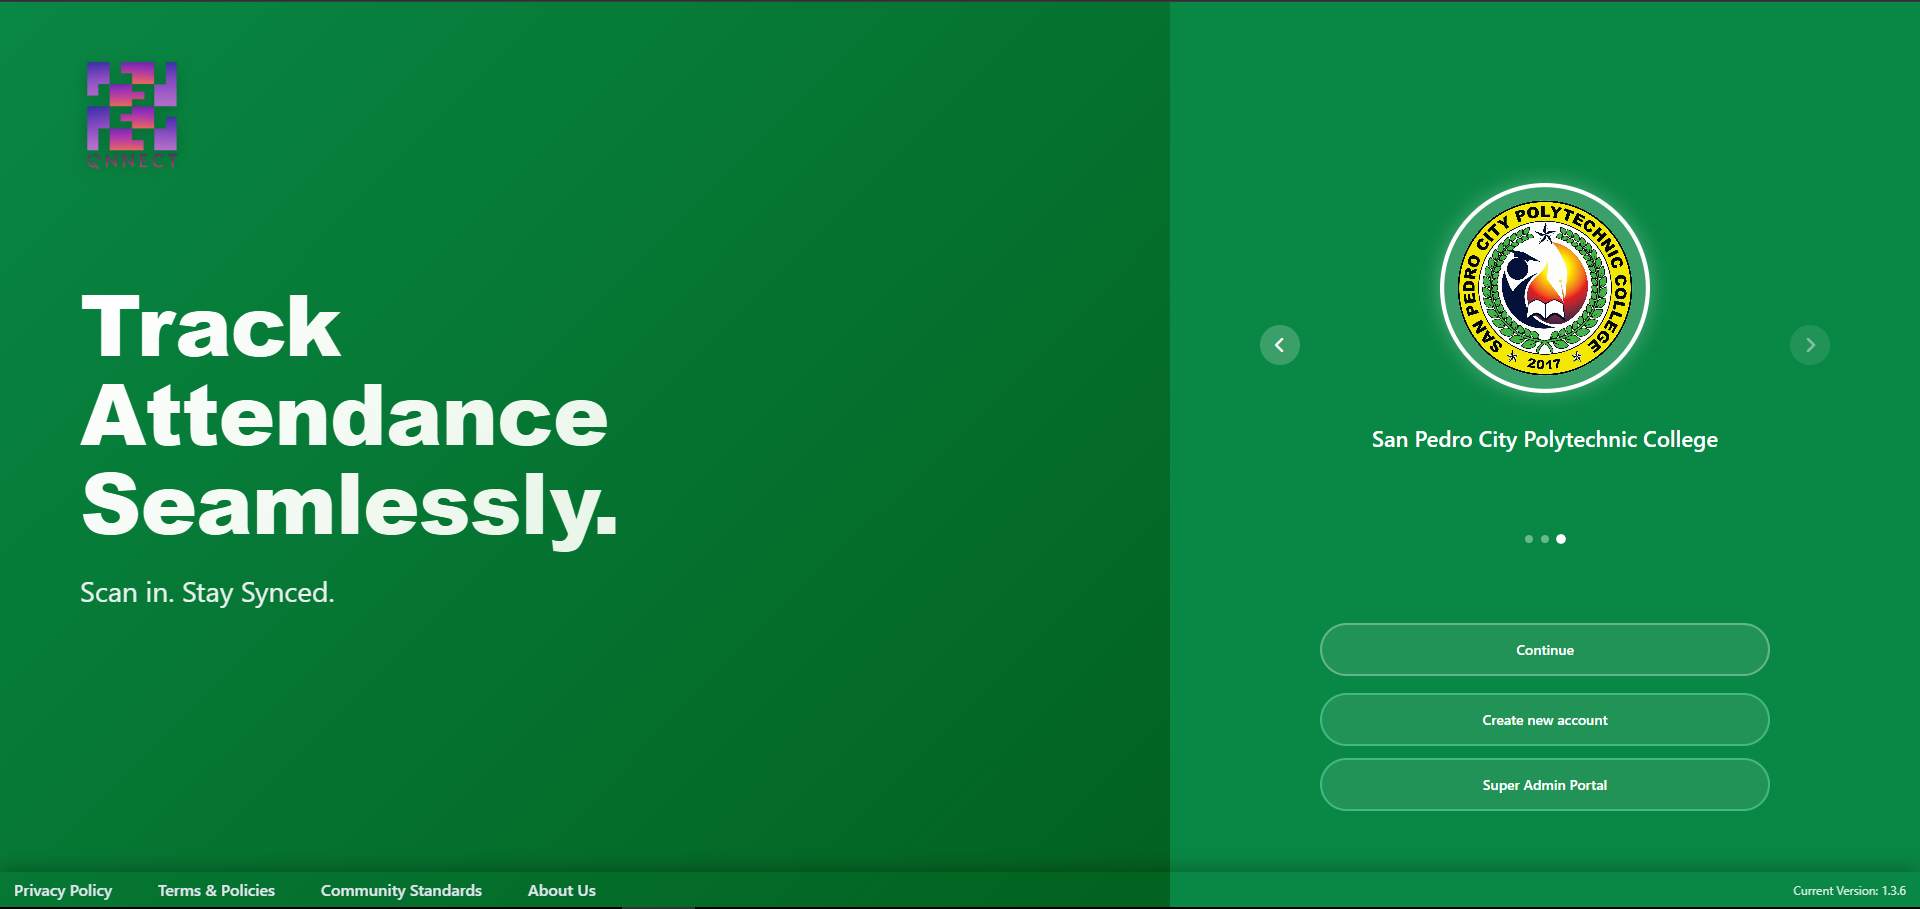 QNNECT
Track
Attendance
Seamlessly.
Scan in. Stay Synced.
SAN PEDRO CITY POLYTECHNIC COLLEGE
2017
San Pedro City Polytechnic College
Continue
Create new account
Super Admin Portal
Privacy Policy Terms & Policies Community Standards About Us Current Version: 1.3.6